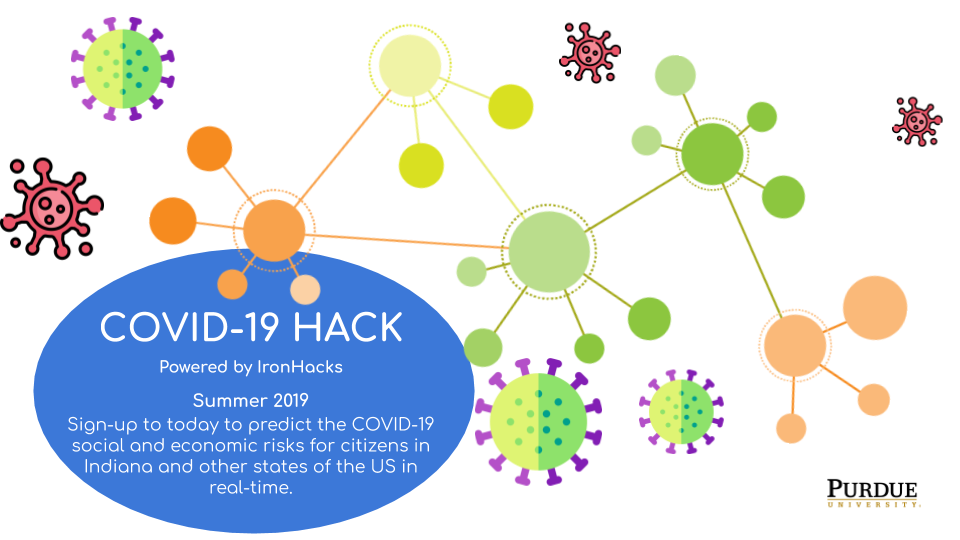 COVID-19 HACK
Powered by IronHacks
Summer 2019
Sign-up to today to predict the COVID-19
social and economic risks for citizens in
Indiana and other states of the US in
real-time.
PURDUE
UNIVERSITY.